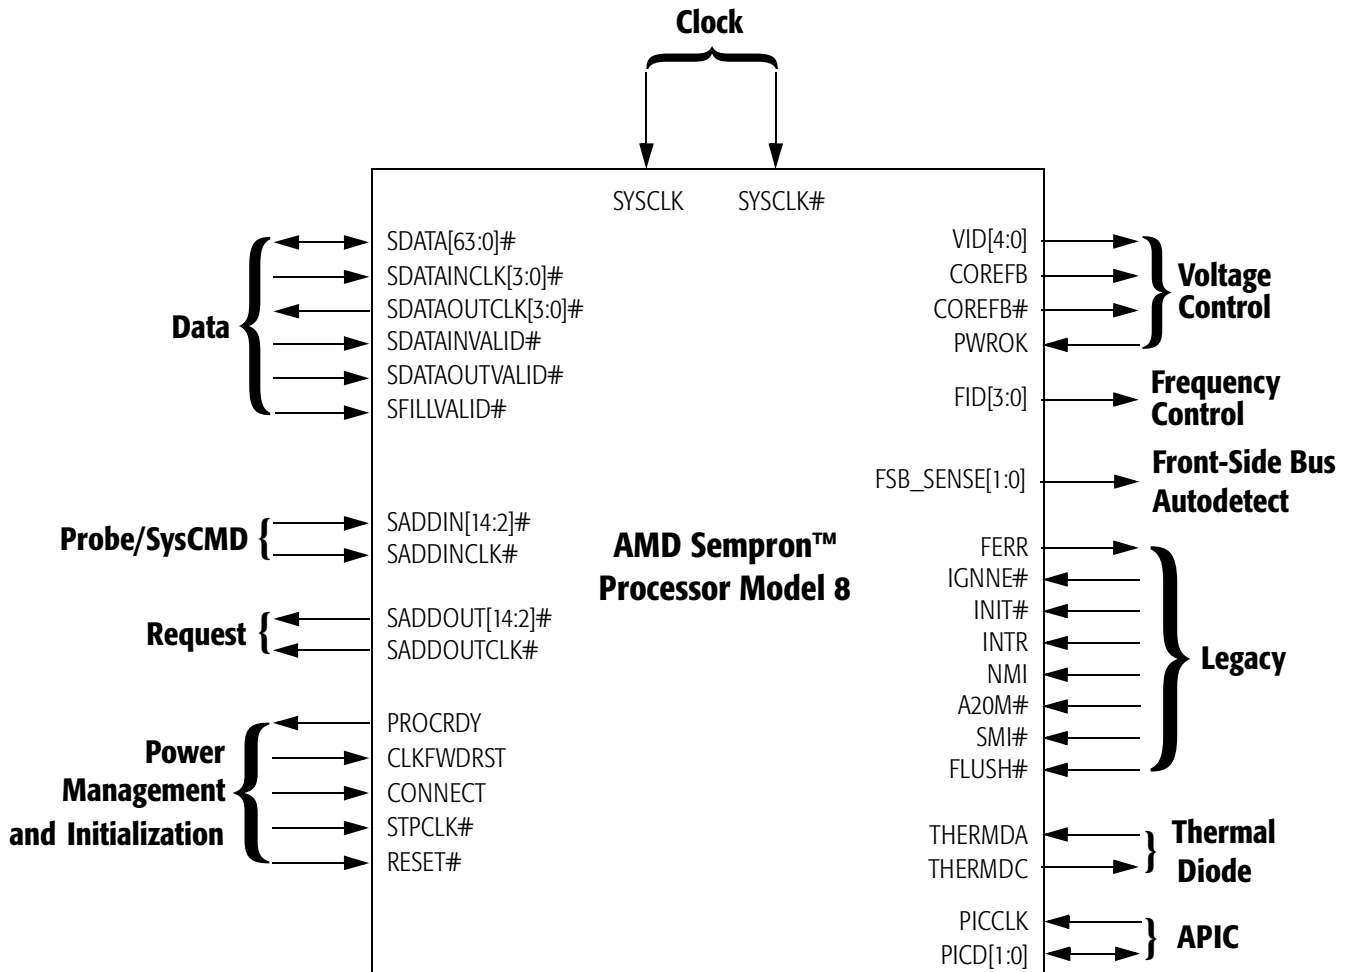 Clock
SYSCLK SYSCLK#
Data
SDATA[63:0]#
SDATAINCLK[3:0]#
SDATAOUTCLK[3:0]#
SDATAINVALID#
SDATAOUTVALID#
SFILLVALID#
Probe/SysCMD
SADDIN[14:2]#
SADDINCLK#
Request
SADDOUT[14:2]#
SADDOUTCLK#
Power
Management
and Initialization
PROCRDY
CLKFWDRST
CONNECT
STPCLK#
RESET#
AMD Sempron™
Processor Model 8
VID[4:0]
COREFB
COREFB#
PWROK
Voltage
Control
FID[3:0]
Frequency
Control
FSB_SENSE[1:0]
Front-Side Bus
Autodetect
FERR
IGNNE#
INIT#
INTR
NMI
A20M#
SMI#
FLUSH#
Legacy
THERMDA
THERMDC
Thermal
Diode
PICCLK
PICD[1:0]
APIC